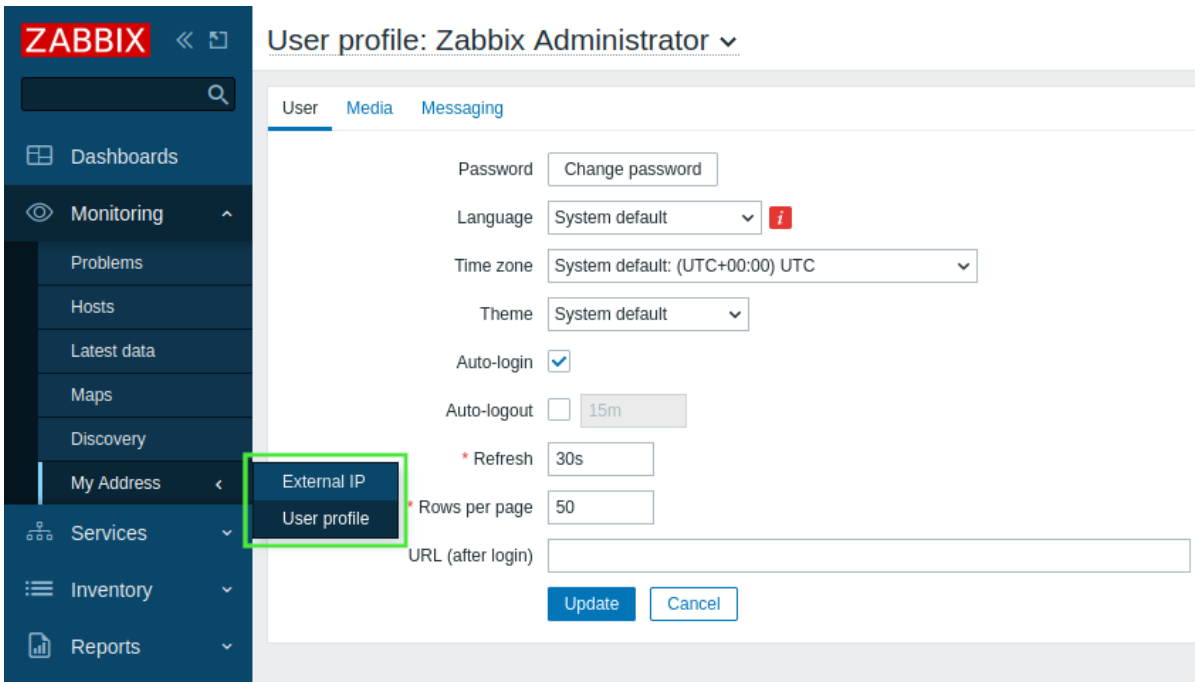 ZABBIX
User profile: Zabbix Administrator
User Media Messaging
Dashboards
Monitoring
Problems
Hosts
Latest data
Maps
Discovery
My Address
External IP
User profile
Services
Inventory
Reports
Password Change password
Language System default i
Time zone System default: (UTC+00:00) UTC
Theme System default
Auto-login
Auto-logout 15m
* Refresh 30s
* Rows per page 50
URL (after login)
Update Cancel